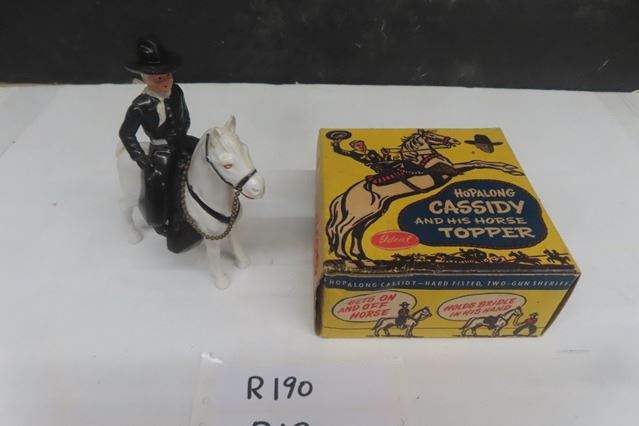 HOPALONG
CASSIDY
AND HIS HORSE
TOPPER
Ideal
HOPALONG CASSIDY—HARD FISTED, TWO-GUN SHERIFF
GETS ON
AND OFF
HORSE
HOLDS BRIDLE
IN HIS HAND
R190